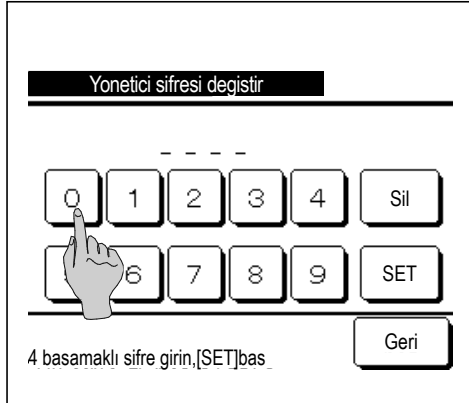 Yonetici sifresi degistir
_ _ _ _
0 1 2 3 4 Sil
6 7 8 9 SET
4 basamaklı sifre girin,[SET]bas
Geri